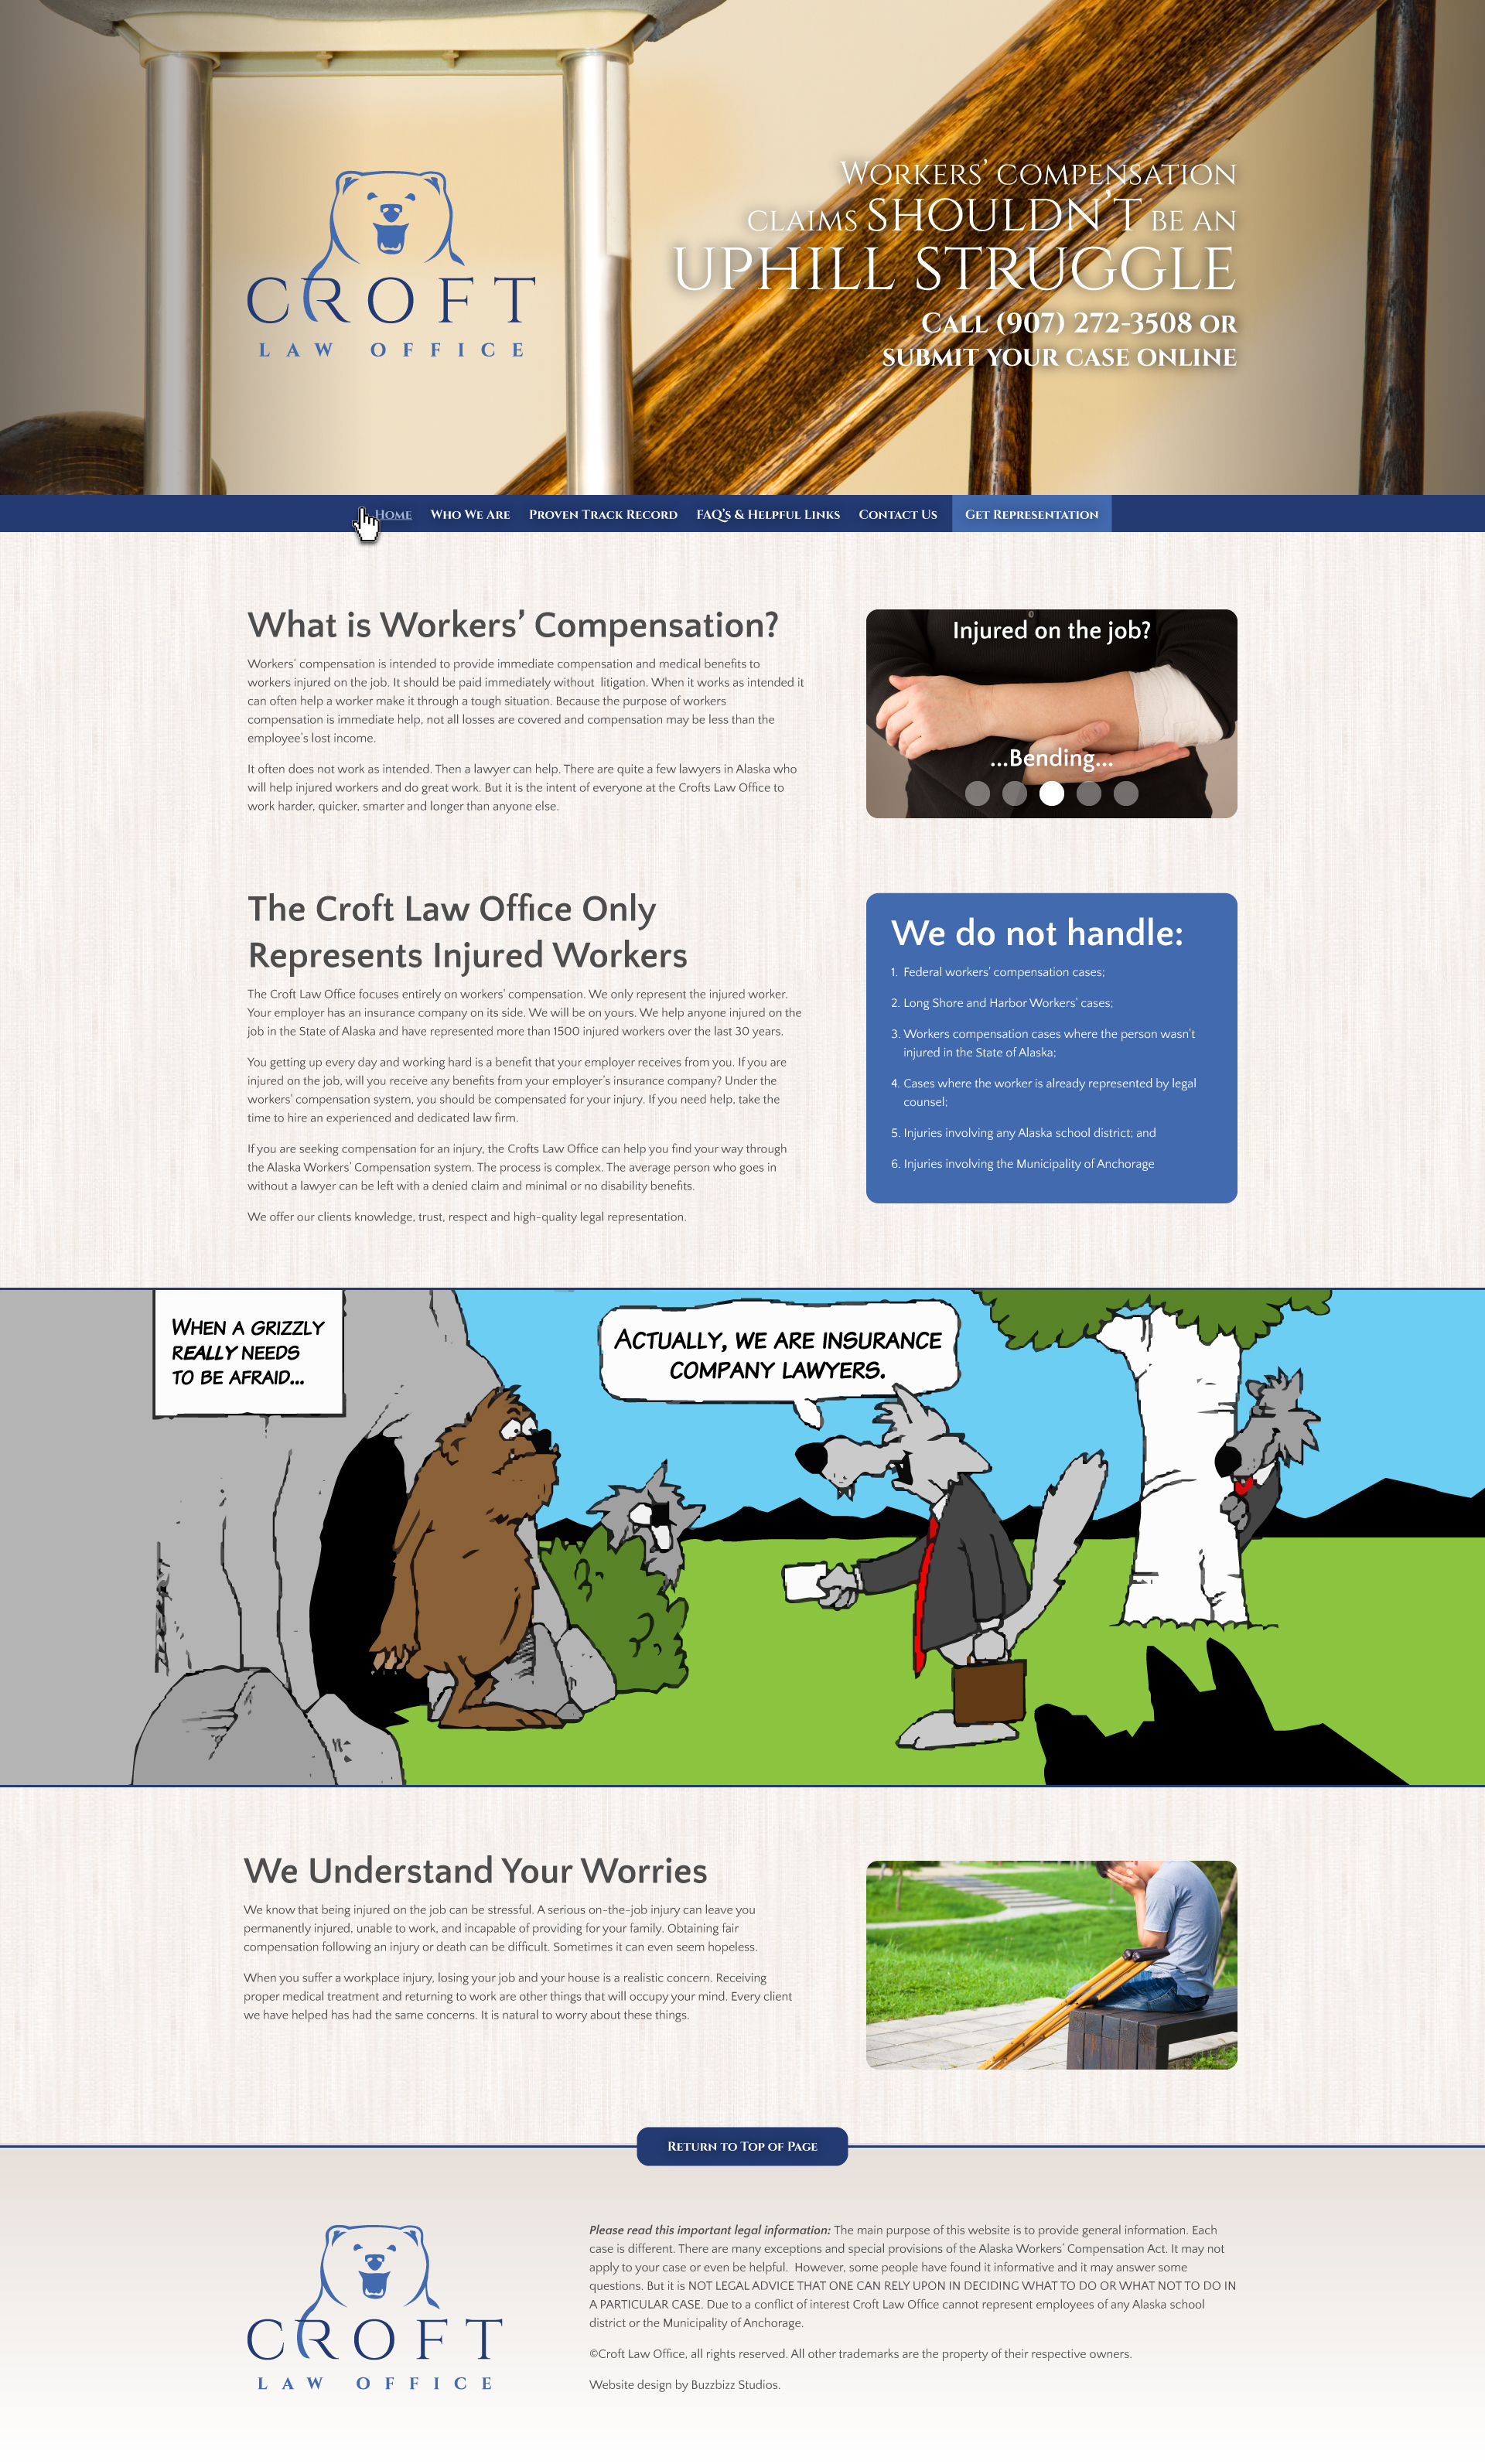 CROFT
LAW OFFICE
Workers’ compensation
claims shouldn’t be an
uphill struggle
Call (907) 272-3508 or
submit your case online
Home Who We Are Proven Track Record FAQ’s & Helpful Links Contact Us Get Representation
What is Workers’ Compensation?
Workers’ compensation is intended to provide immediate compensation and medical benefits to
workers injured on the job. It should be paid immediately without litigation. When it works as intended it
can often help a worker make it through a tough situation. Because the purpose of workers
compensation is immediate help, not all losses are covered and compensation may be less than the
employee’s lost income.
It often does not work as intended. Then a lawyer can help. There are quite a few lawyers in Alaska who
will help injured workers and do great work. But it is the intent of everyone at the Crofts Law Office to
work harder, quicker, smarter and longer than anyone else.
Injured on the job?
...Bending...
The Croft Law Office Only
Represents Injured Workers
The Croft Law Office focuses entirely on workers’ compensation. We only represent the injured worker.
Your employer has an insurance company on its side. We will be on yours. We help anyone injured on the
job in the State of Alaska and have represented more than 1500 injured workers over the last 30 years.
You getting up every day and working hard is a benefit that your employer receives from you. If you are
injured on the job, will you receive any benefits from your employer’s insurance company? Under the
workers’ compensation system, you should be compensated for your injury. If you need help, take the
time to hire an experienced and dedicated law firm.
If you are seeking compensation for an injury, the Crofts Law Office can help you find your way through
the Alaska Workers’ Compensation system. The process is complex. The average person who goes in
without a lawyer can be left with a denied claim and minimal or no disability benefits.
We offer our clients knowledge, trust, respect and high-quality legal representation.
We do not handle:
1. Federal workers’ compensation cases;
2. Long Shore and Harbor Workers’ cases;
3. Workers compensation cases where the person wasn’t
injured in the State of Alaska;
4. Cases where the worker is already represented by legal
counsel;
5. Injuries involving any Alaska school district; and
6. Injuries involving the Municipality of Anchorage
WHEN A GRIZZLY
REALLY NEEDS
TO BE AFRAID...
ACTUALLY, WE ARE INSURANCE
COMPANY LAWYERS.
We Understand Your Worries
We know that being injured on the job can be stressful. A serious on-the-job injury can leave you
permanently injured, unable to work, and incapable of providing for your family. Obtaining fair
compensation following an injury or death can be difficult. Sometimes it can even seem hopeless.
When you suffer a workplace injury, losing your job and your house is a realistic concern. Receiving
proper medical treatment and returning to work are other things that will occupy your mind. Every client
we have helped has had the same concerns. It is natural to worry about these things.
Return to Top of Page
CROFT
LAW OFFICE
Please read this important legal information: The main purpose of this website is to provide general information. Each
case is different. There are many exceptions and special provisions of the Alaska Workers’ Compensation Act. It may not
apply to your case or even be helpful. However, some people have found it informative and it may answer some
questions. But it is NOT LEGAL ADVICE THAT ONE CAN RELY UPON IN DECIDING WHAT TO DO OR WHAT NOT TO DO IN
A PARTICULAR CASE. Due to a conflict of interest Croft Law Office cannot represent employees of any Alaska school
district or the Municipality of Anchorage.
©Croft Law Office, all rights reserved. All other trademarks are the property of their respective owners.
Website design by Buzzbizz Studios.